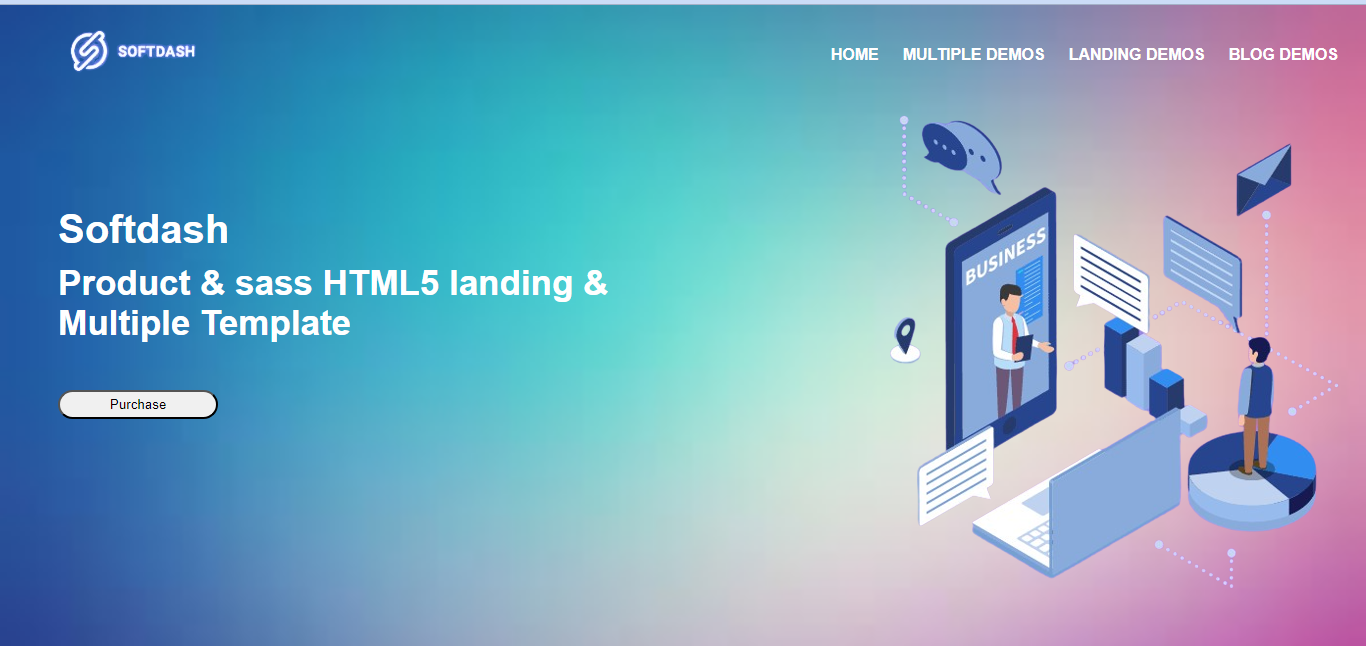 SOFTDASH
HOME MULTIPLE DEMOS LANDING DEMOS BLOG DEMOS
Softdash
Product & sass HTML5 landing &
Multiple Template
Purchase
BUSINESS